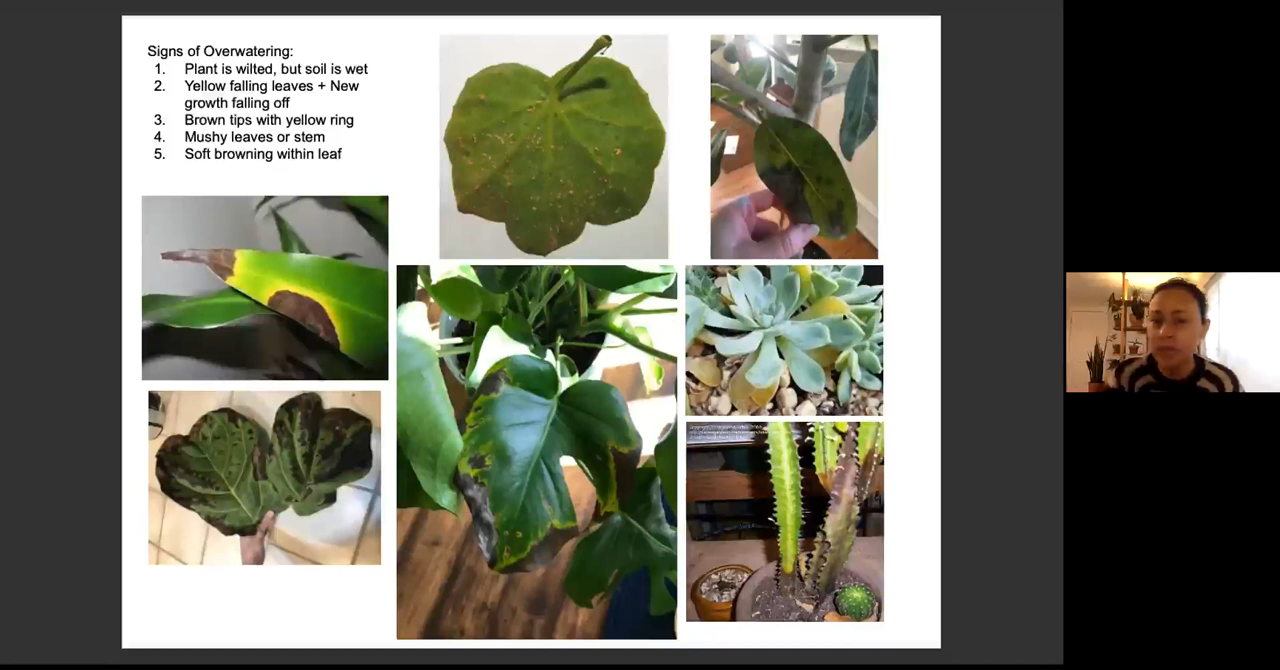 Signs of Overwatering:
1. Plant is wilted, but soil is wet
2. Yellow falling leaves + New
growth falling off
3. Brown tips with yellow ring
4. Mushy leaves or stem
5. Soft browning within leaf